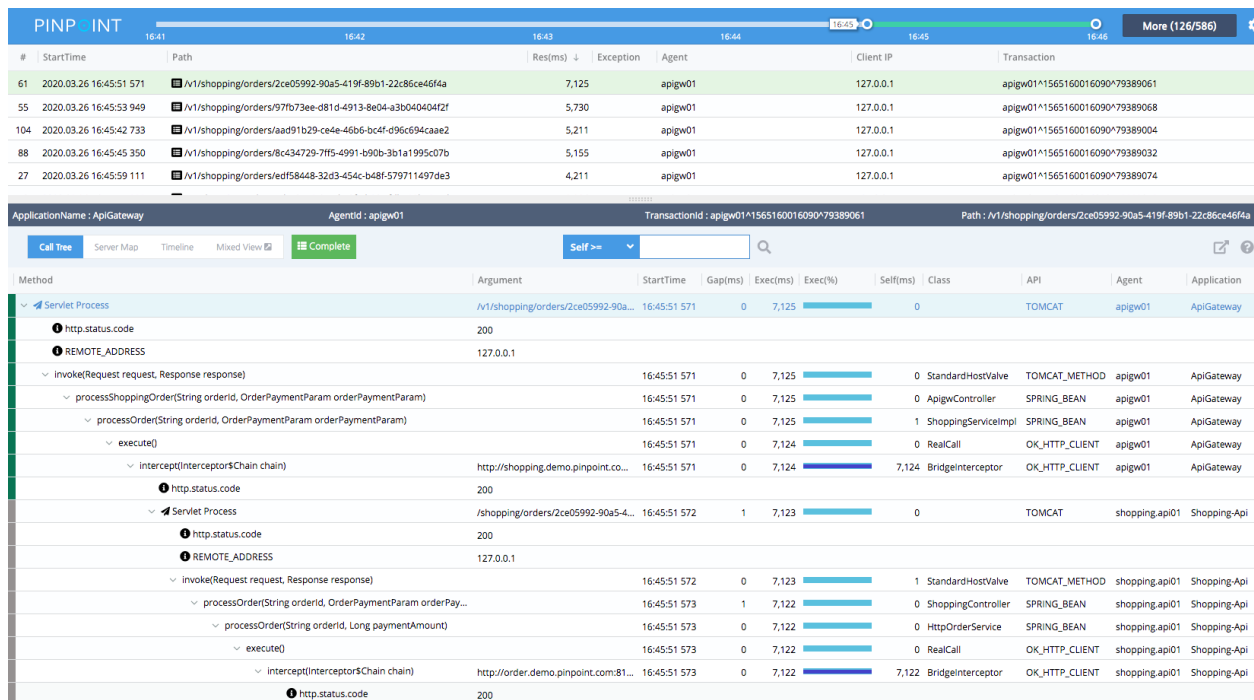 PINPOINT
16:45
More (126/586)
16:41 16:42 16:43 16:44 16:45 16:46
# StartTime Path Res(ms) ↓ Exception Agent Client IP Transaction
61 2020.03.26 16:45:51 571 /v1/shopping/orders/2ce05992-90a5-419f-89b1-22c86ce46f4a 7,125 apigw01 127.0.0.1 apigw01^1565160016090^79389061
55 2020.03.26 16:45:53 949 /v1/shopping/orders/97fb73ee-d81d-4913-8e04-a3b040404f2f 5,730 apigw01 127.0.0.1 apigw01^1565160016090^79389068
104 2020.03.26 16:45:42 733 /v1/shopping/orders/aad91b29-ce4e-46b6-bc4f-d96c694caae2 5,211 apigw01 127.0.0.1 apigw01^1565160016090^79389004
88 2020.03.26 16:45:45 350 /v1/shopping/orders/8c434729-7ff5-4991-b90b-3b1a1995c07b 5,155 apigw01 127.0.0.1 apigw01^1565160016090^79389032
27 2020.03.26 16:45:59 111 /v1/shopping/orders/edf58448-32d3-454c-b48f-579711497de3 4,211 apigw01 127.0.0.1 apigw01^1565160016090^79389074
ApplicationName : ApiGateway AgentId : apigw01 TransactionId : apigw01^1565160016090^79389061 Path : /v1/shopping/orders/2ce05992-90a5-419f-89b1-22c86ce46f4a
Call Tree Server Map Timeline Mixed View Complete Self >=
Method Argument StartTime Gap(ms) Exec(ms) Exec(%) Self(ms) Class API Agent Application
Servlet Process /v1/shopping/orders/2ce05992-90a... 16:45:51 571 0 7,125 0 TOMCAT apigw01 ApiGateway
http.status.code 200
REMOTE_ADDRESS 127.0.0.1
invoke(Request request, Response response) 16:45:51 571 0 7,125 0 StandardHostValve TOMCAT_METHOD apigw01 ApiGateway
processShoppingOrder(String orderId, OrderPaymentParam orderPaymentParam) 16:45:51 571 0 7,125 0 ApigwController SPRING_BEAN apigw01 ApiGateway
processOrder(String orderId, OrderPaymentParam orderPaymentParam) 16:45:51 571 0 7,125 1 ShoppingServiceImpl SPRING_BEAN apigw01 ApiGateway
execute() 16:45:51 571 0 7,124 0 RealCall OK_HTTP_CLIENT apigw01 ApiGateway
intercept(Interceptor$Chain chain) http://shopping.demo.pinpoint.co... 16:45:51 571 0 7,124 7,124 BridgeInterceptor OK_HTTP_CLIENT apigw01 ApiGateway
http.status.code 200
Servlet Process /shopping/orders/2ce05992-90a5-4... 16:45:51 572 1 7,123 0 TOMCAT shopping.api01 Shopping-Api
http.status.code 200
REMOTE_ADDRESS 127.0.0.1
invoke(Request request, Response response) 16:45:51 572 0 7,123 1 StandardHostValve TOMCAT_METHOD shopping.api01 Shopping-Api
processOrder(String orderId, OrderPaymentParam orderPay... 16:45:51 573 1 7,122 0 ShoppingController SPRING_BEAN shopping.api01 Shopping-Api
processOrder(String orderId, Long paymentAmount) 16:45:51 573 0 7,122 0 HttpOrderService SPRING_BEAN shopping.api01 Shopping-Api
execute() 16:45:51 573 0 7,122 0 RealCall OK_HTTP_CLIENT shopping.api01 Shopping-Api
intercept(Interceptor$Chain chain) http://order.demo.pinpoint.com:81... 16:45:51 573 0 7,122 7,122 BridgeInterceptor OK_HTTP_CLIENT shopping.api01 Shopping-Api
http.status.code 200